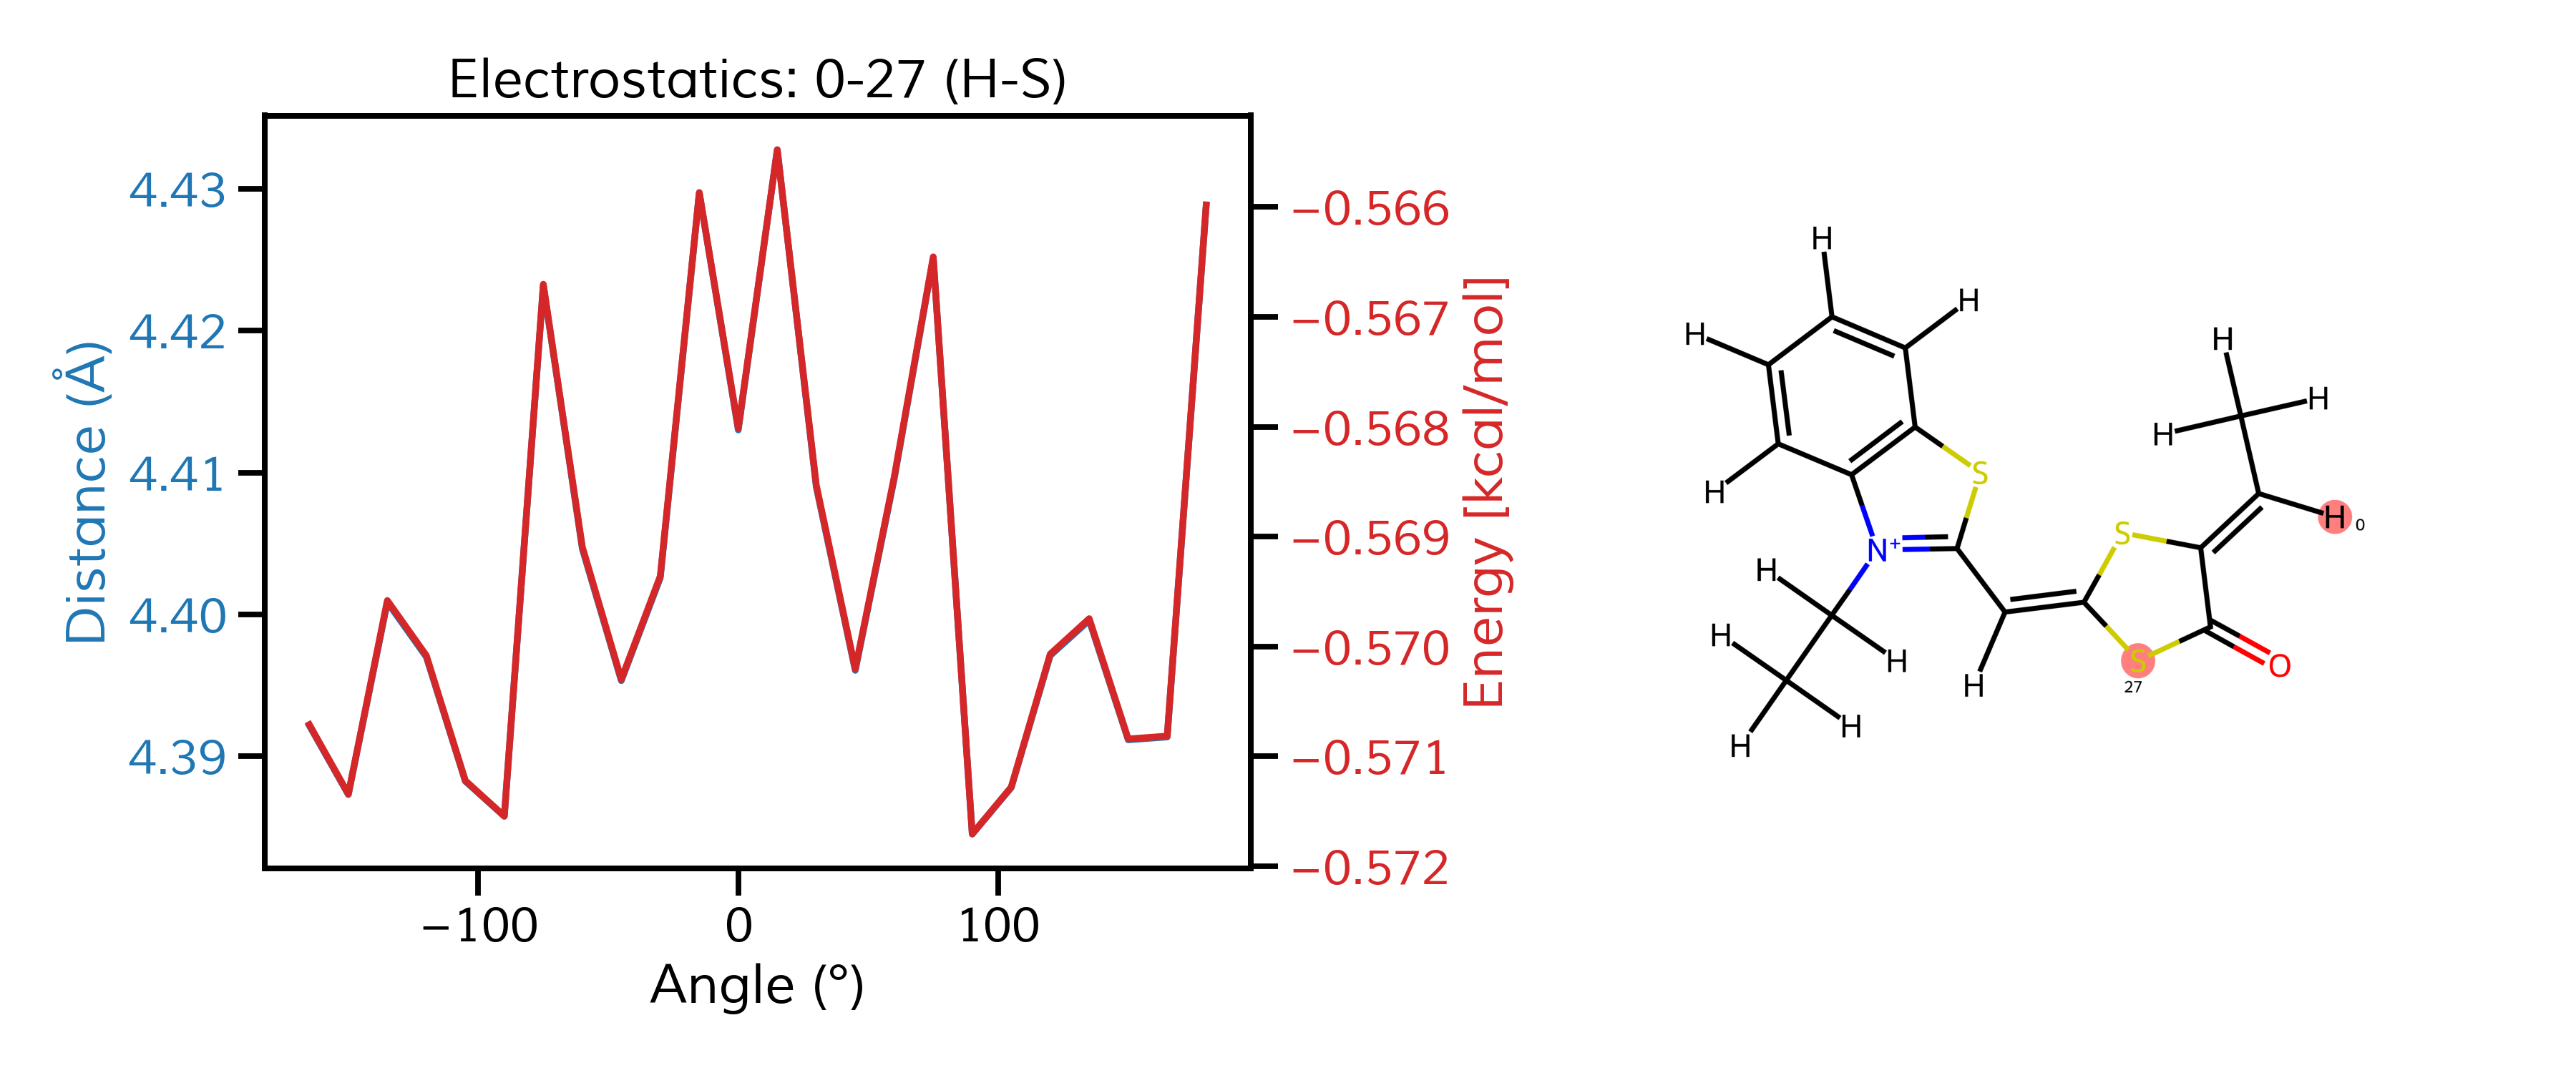 Electrostatics: 0-27 (H-S)
Distance (Å)
4.43
4.42
4.41
4.40
4.39
−0.566
−0.567
−0.568
−0.569
−0.570
−0.571
−0.572
Energy [kcal/mol]
−100
0
100
Angle (°)
H
H
H
H
S
N+
H
H
H
H
H
H
H
S
S
27
O
H
H
H
H
0